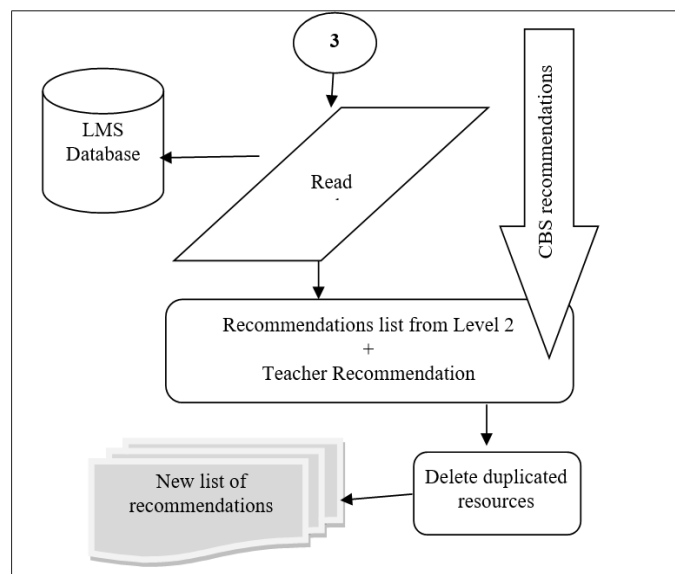 3
LMS
Database
Read
CBS recommendations
Recommendations list from Level 2
+
Teacher Recommendation
Delete duplicated
resources
New list of
recommendations